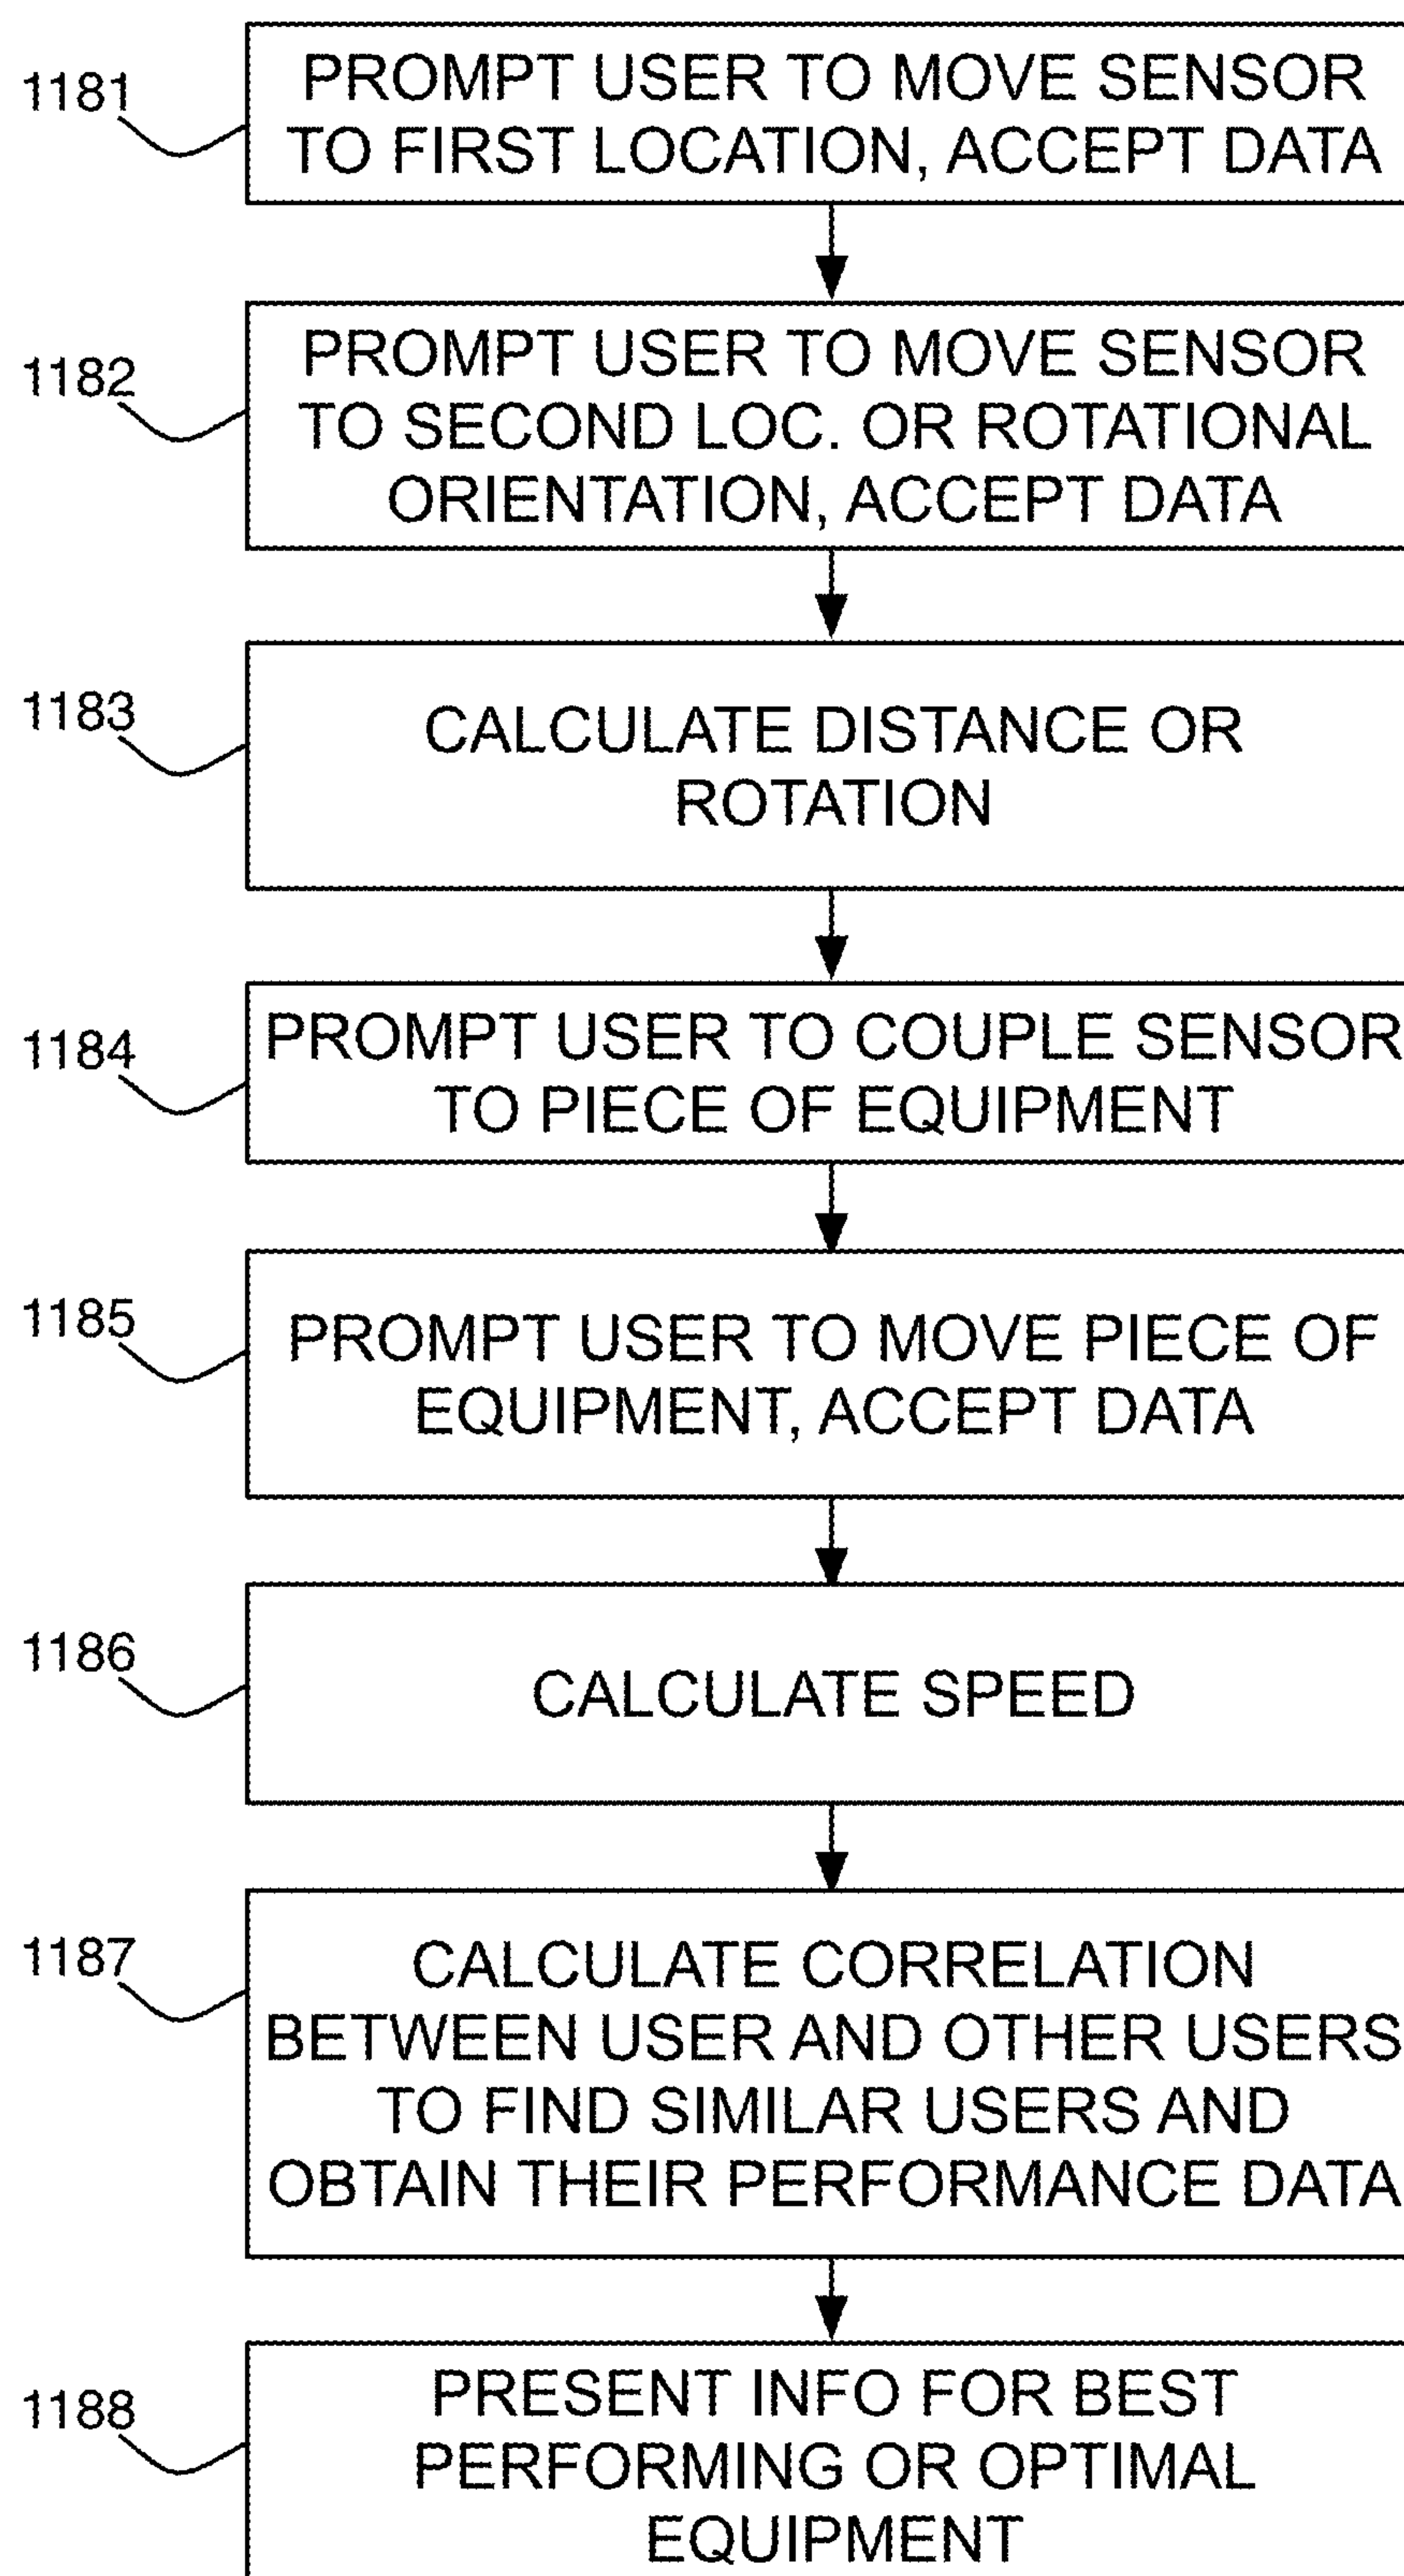 1181
PROMPT USER TO MOVE SENSOR
TO FIRST LOCATION, ACCEPT DATA
1182
PROMPT USER TO MOVE SENSOR
TO SECOND LOC. OR ROTATIONAL
ORIENTATION, ACCEPT DATA
1183
CALCULATE DISTANCE OR
ROTATION
1184
PROMPT USER TO COUPLE SENSOR
TO PIECE OF EQUIPMENT
1185
PROMPT USER TO MOVE PIECE OF
EQUIPMENT, ACCEPT DATA
1186
CALCULATE SPEED
1187
CALCULATE CORRELATION
BETWEEN USER AND OTHER USERS
TO FIND SIMILAR USERS AND
OBTAIN THEIR PERFORMANCE DATA
1188
PRESENT INFO FOR BEST
PERFORMING OR OPTIMAL
EQUIPMENT